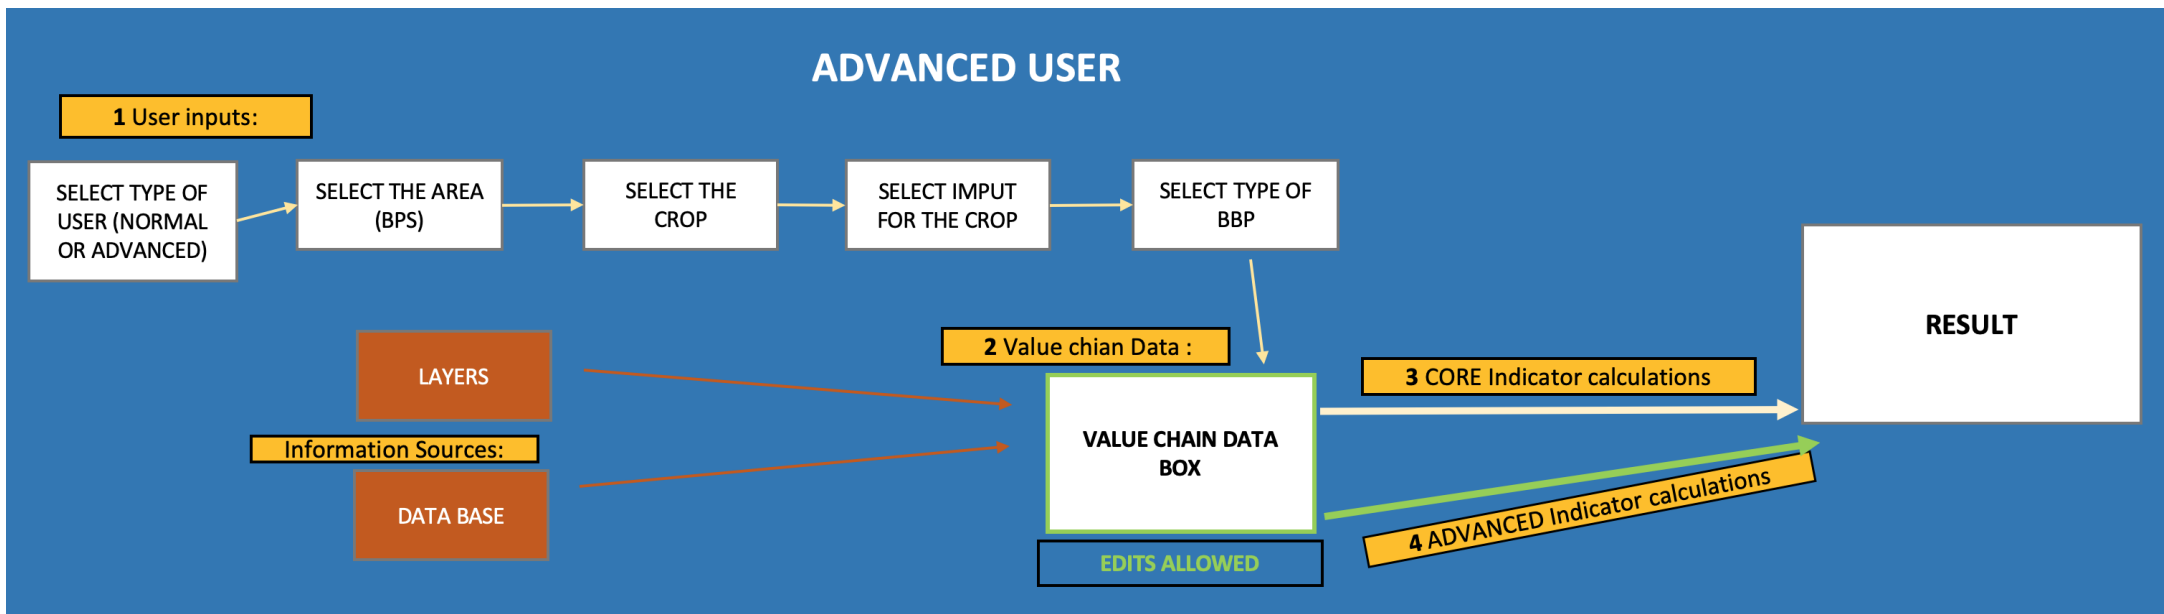 ADVANCED USER
1 User inputs:
SELECT TYPE OF
USER (NORMAL
OR ADVANCED)
SELECT THE AREA
(BPS)
SELECT THE
CROP
SELECT IMPUT
FOR THE CROP
SELECT TYPE OF
BBP
RESULT
LAYERS
2 Value chian Data :
3 CORE Indicator calculations
Information Sources:
VALUE CHAIN DATA
BOX
DATA BASE
4 ADVANCED Indicator calculations
EDITS ALLOWED